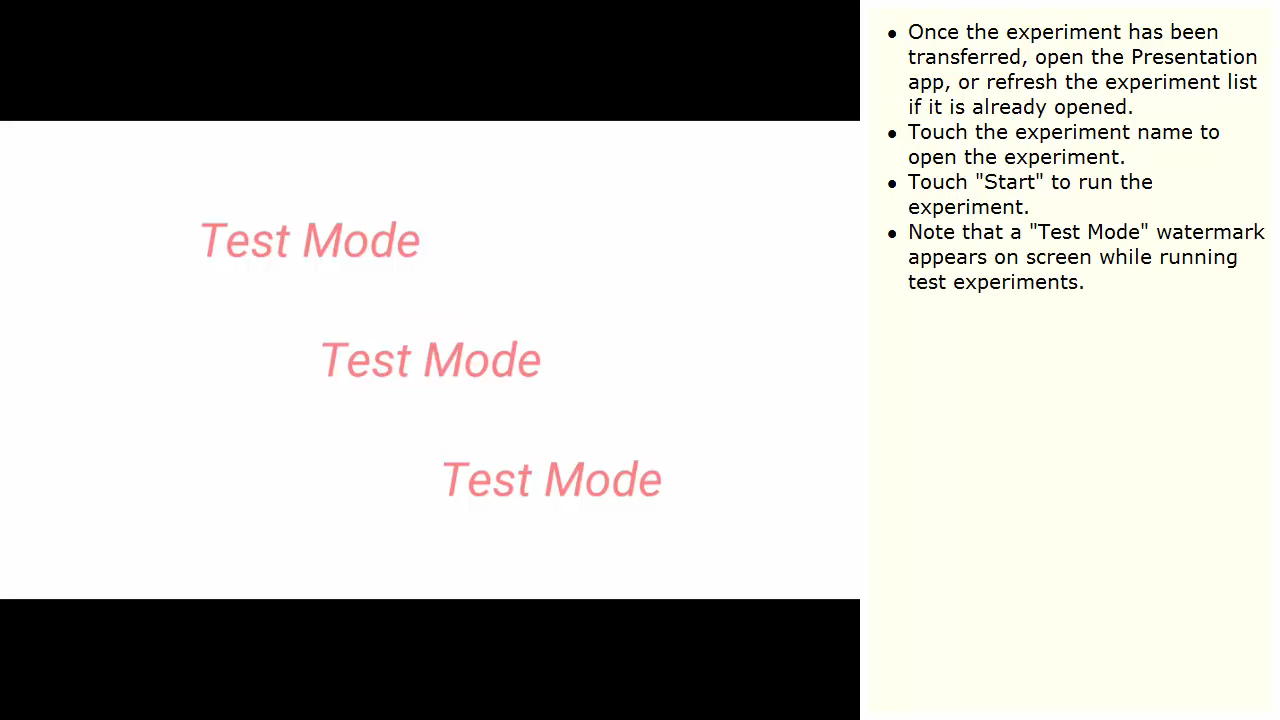 Test Mode
Test Mode
Test Mode
• Once the experiment has been
transferred, open the Presentation
app, or refresh the experiment list
if it is already opened.
• Touch the experiment name to
open the experiment.
• Touch "Start" to run the
experiment.
• Note that a "Test Mode" watermark
appears on screen while running
test experiments.